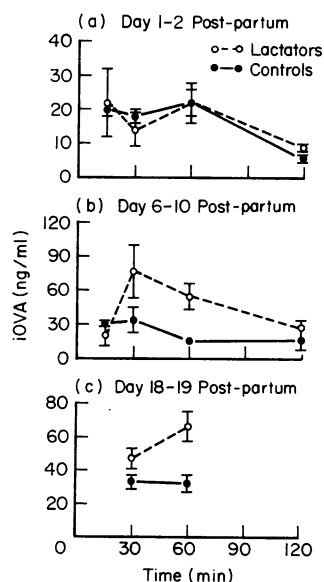 (a) Day 1-2 Post-partum
Lactators
Controls
40
30
20
10
0
(b) Day 6-10 Post-partum
120
90
60
30
0
iOVA (ng/ml)
(c) Day 18-19 Post-partum
80
60
40
20
0
30 60 90 120
Time (min)